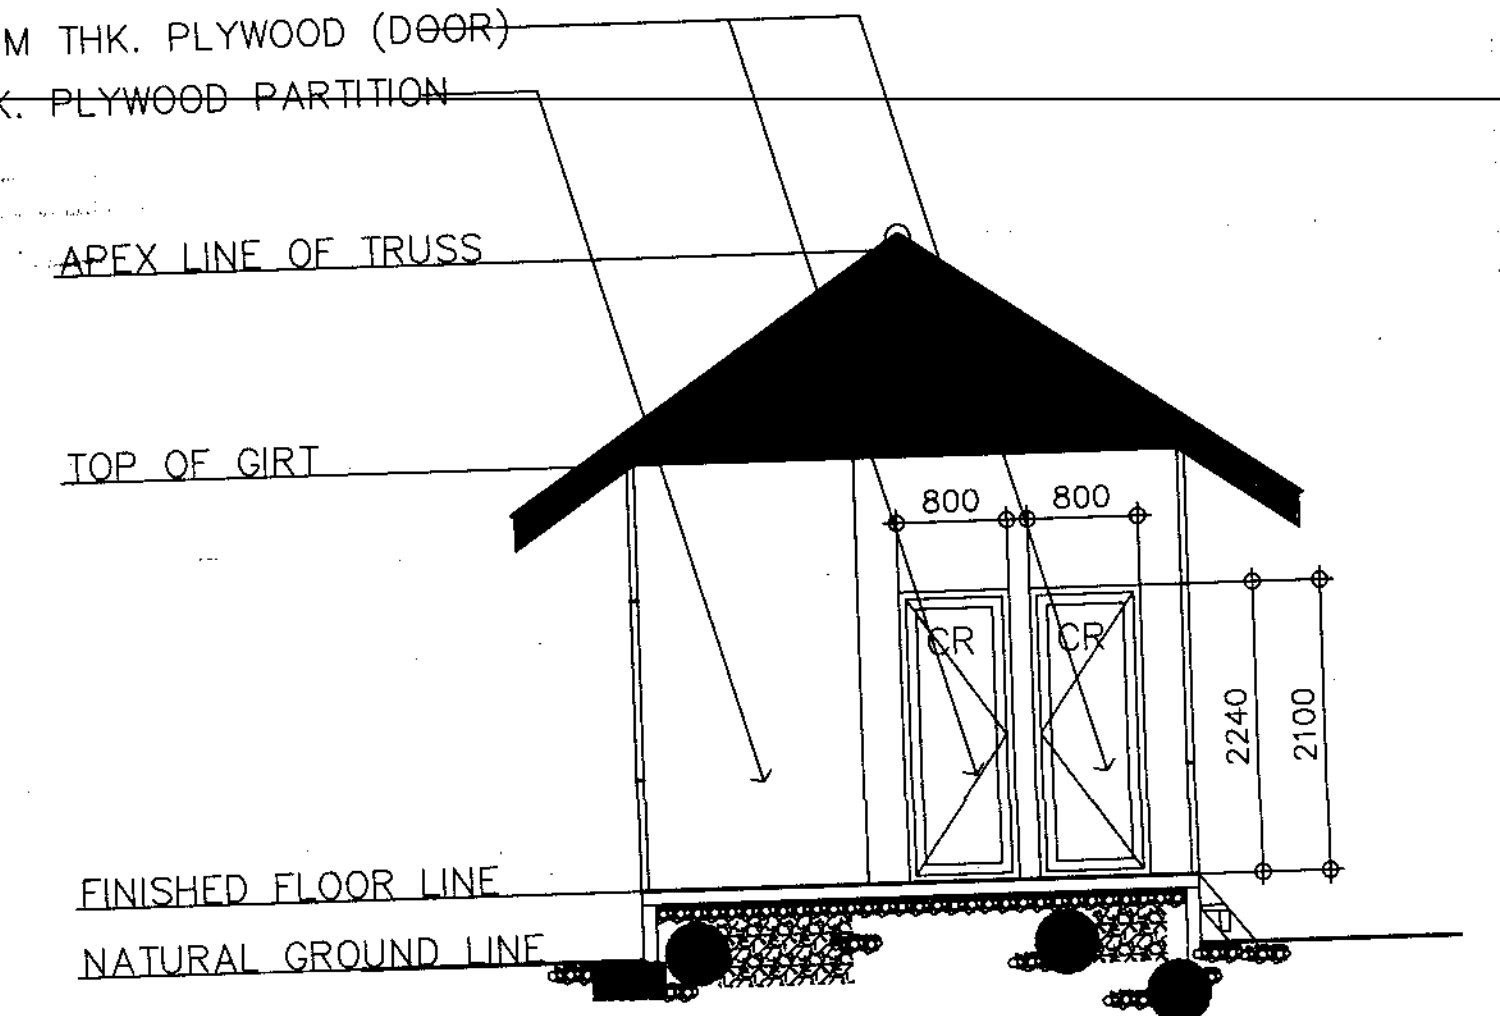 M THK. PLYWOOD (DOOR)
K. PLYWOOD PARTITION
APEX LINE OF TRUSS
TOP OF GIRT
800 800
CR CR
2240 2100
FINISHED FLOOR LINE
NATURAL GROUND LINE